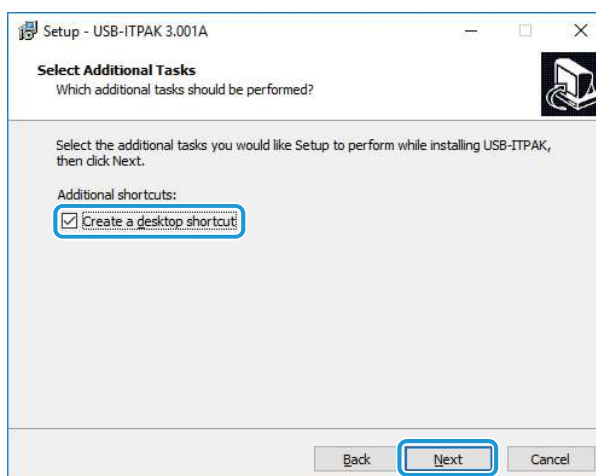 Setup - USB-ITPAK 3.001A
Select Additional Tasks
Which additional tasks should be performed?
Select the additional tasks you would like Setup to perform while installing USB-ITPAK,
then click Next.
Additional shortcuts:
Create a desktop shortcut
Back Next Cancel